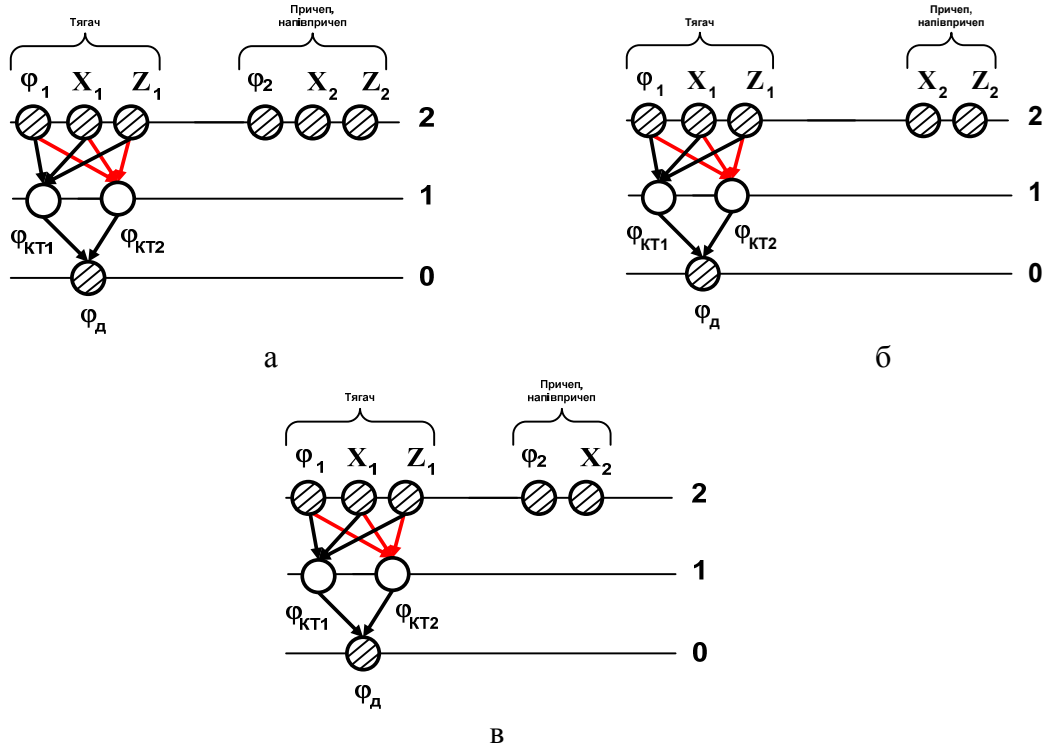 Тягач
Причеп,
напівпричеп
φ1 X1 Z1 φ2 X2 Z2
2
1
φКТ1 φКТ2
0
φд
а
Тягач
Причеп,
напівпричеп
φ1 X1 Z1 X2 Z2
2
1
φКТ1 φКТ2
0
φд
б
Тягач
Причеп,
напівпричеп
φ1 X1 Z1 φ2 X2
2
1
φКТ1 φКТ2
0
φд
в